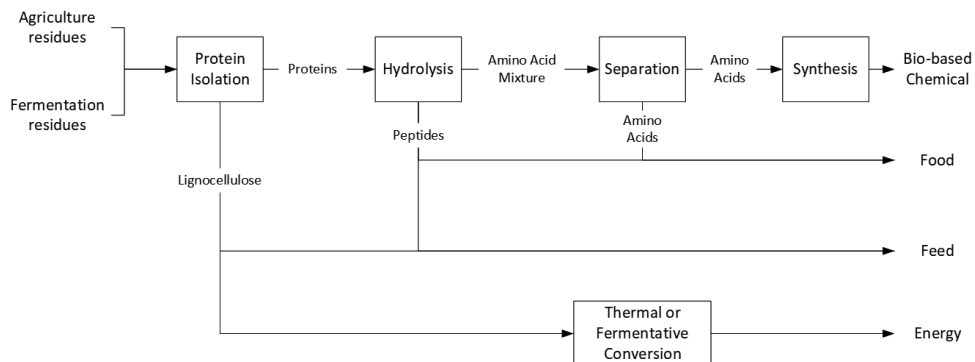 Agriculture
residues
Fermentation
residues
Protein
Isolation
Proteins
Hydrolysis
Amino Acid
Mixture
Separation
Amino
Acids
Synthesis
Bio-based
Chemical
Peptides
Amino
Acids
Food
Lignocellulose
Feed
Thermal or
Fermentative
Conversion
Energy